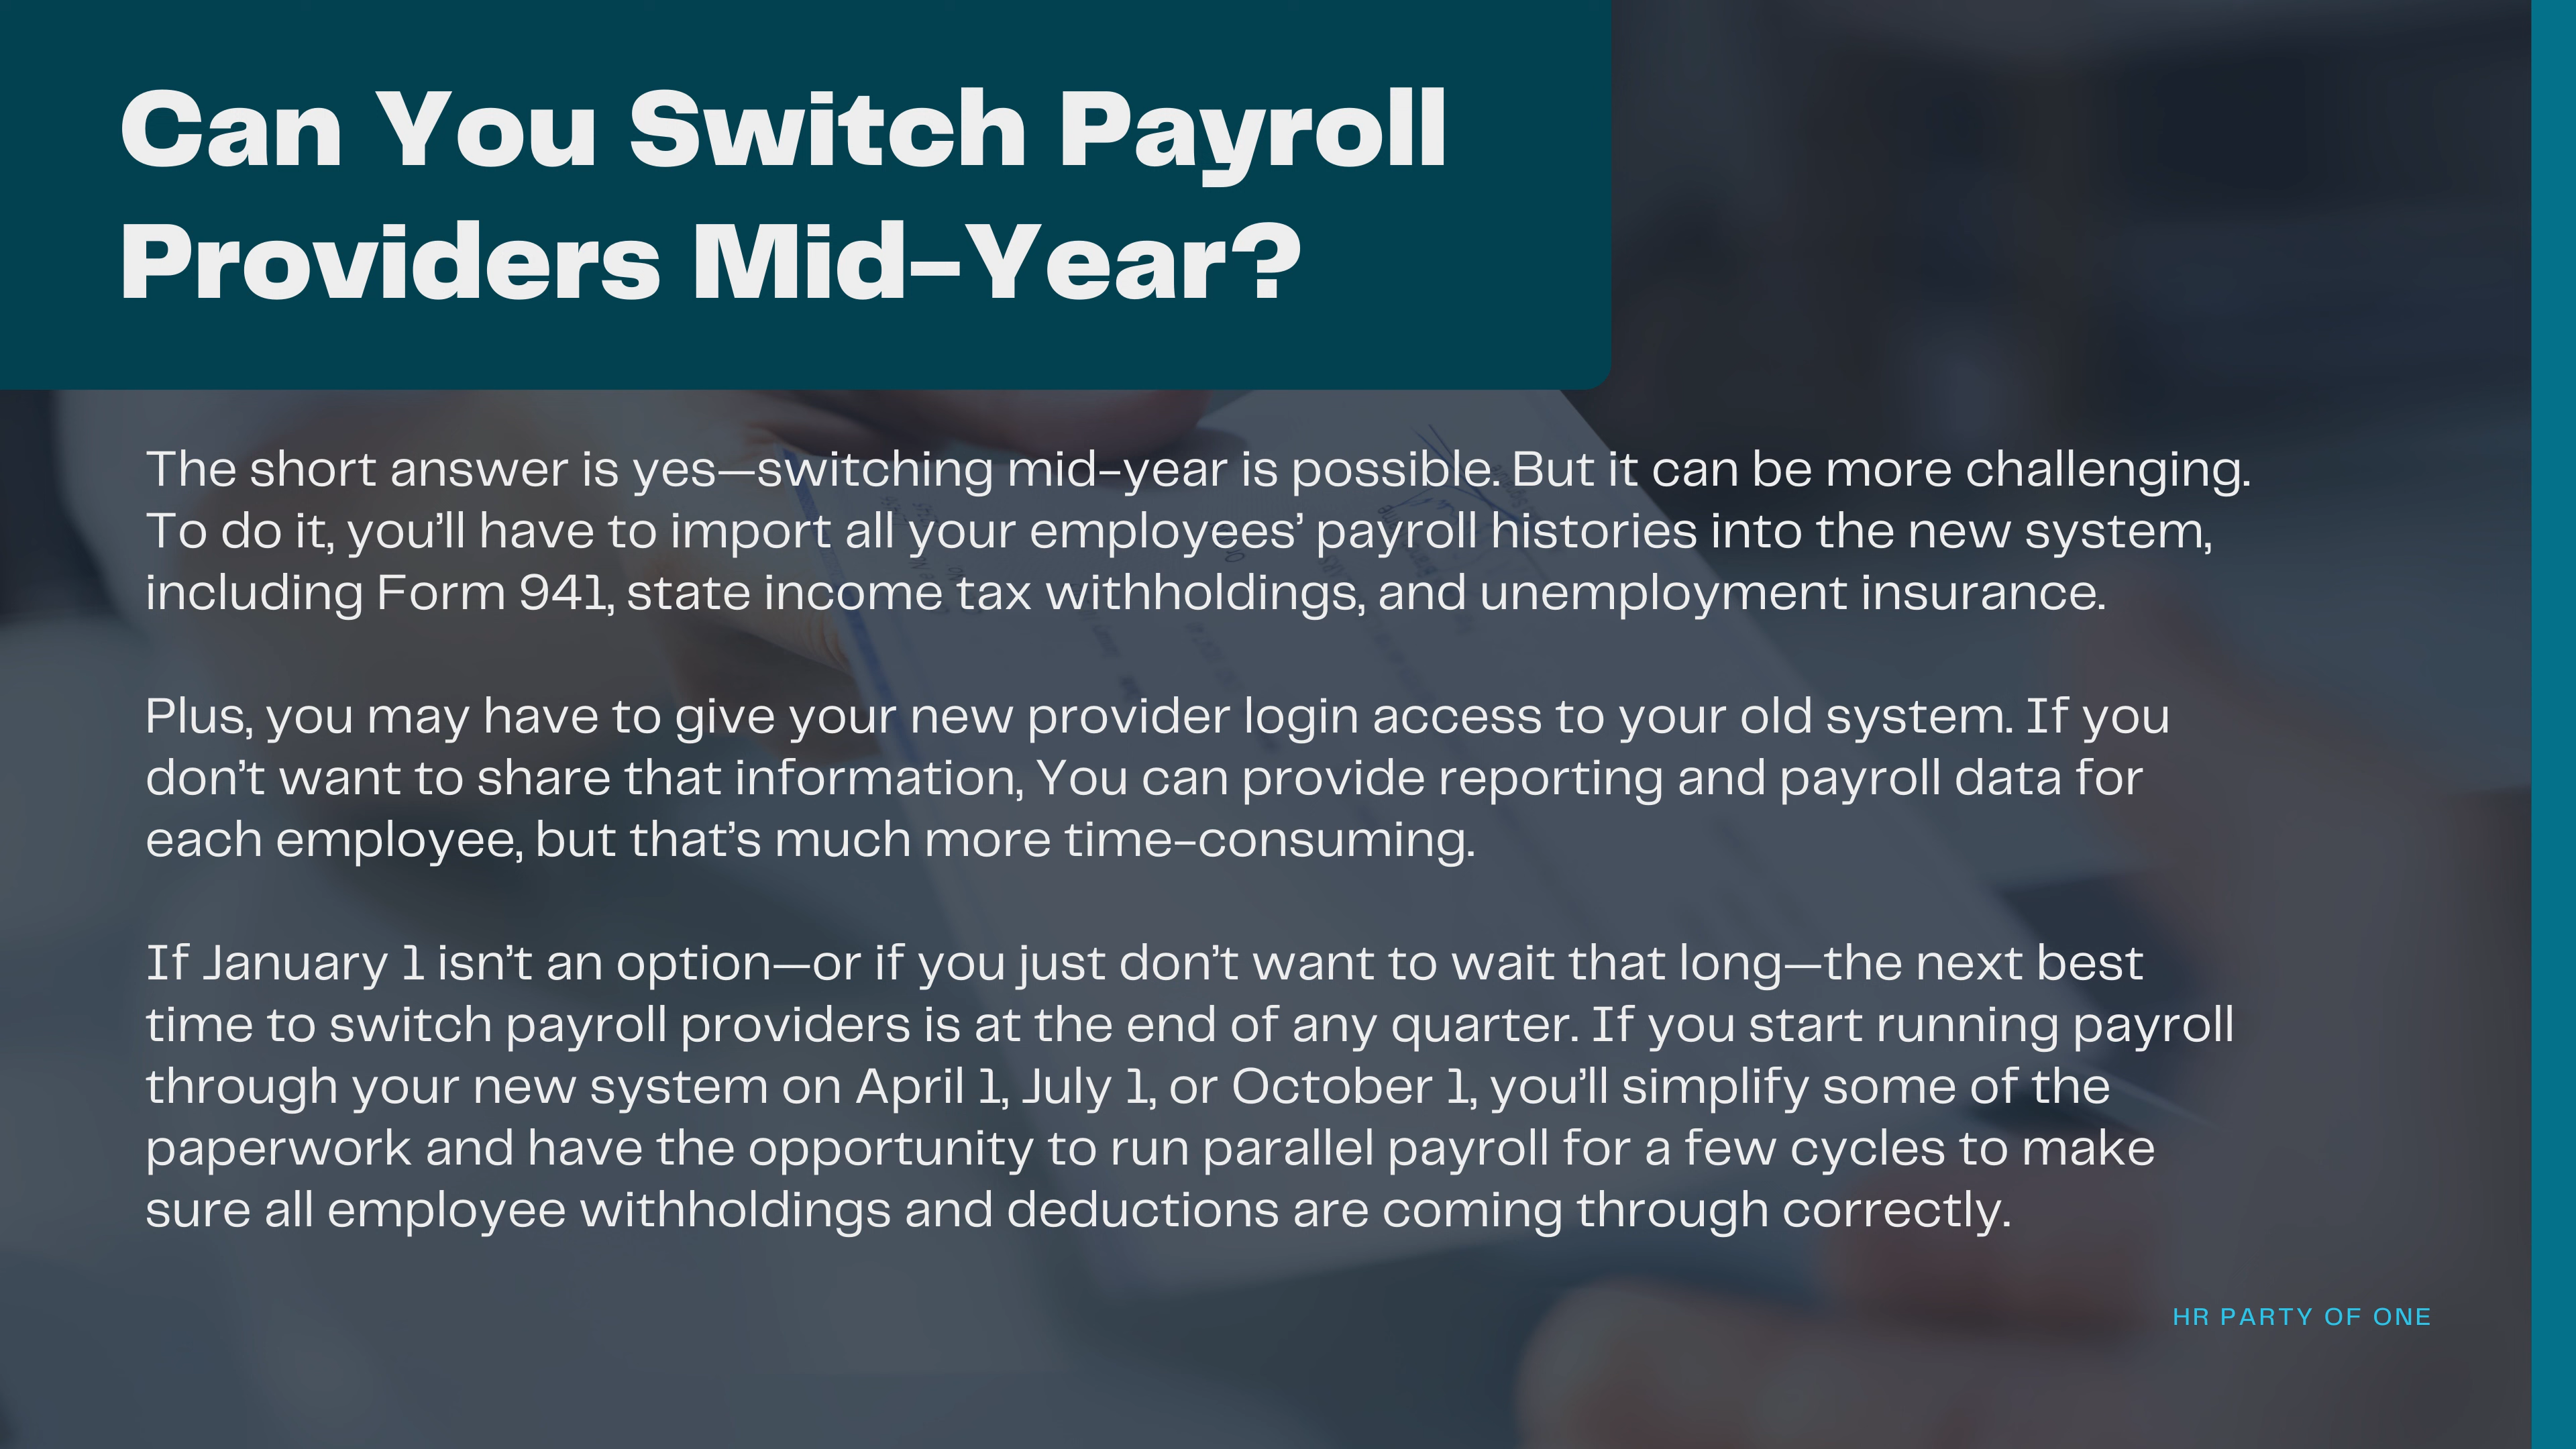 Can You Switch Payroll
Providers Mid-Year?
The short answer is yes—switching mid-year is possible. But it can be more challenging.
To do it, you’ll have to import all your employees’ payroll histories into the new system,
including Form 941, state income tax withholdings, and unemployment insurance.
Plus, you may have to give your new provider login access to your old system. If you
don’t want to share that information, You can provide reporting and payroll data for
each employee, but that’s much more time-consuming.
If January 1 isn’t an option—or if you just don’t want to wait that long—the next best
time to switch payroll providers is at the end of any quarter. If you start running payroll
through your new system on April 1, July 1, or October 1, you’ll simplify some of the
paperwork and have the opportunity to run parallel payroll for a few cycles to make
sure all employee withholdings and deductions are coming through correctly.
HR PARTY OF ONE